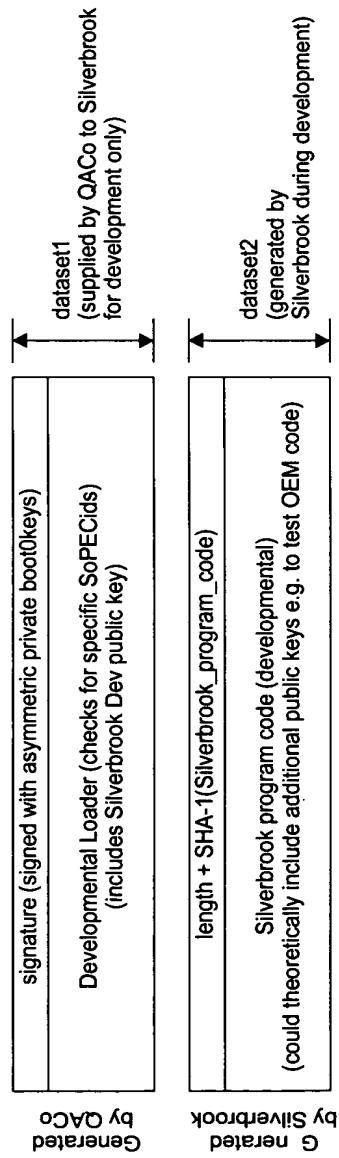 Generated
by QACo
signature (signed with asymmetric private boot0keys)
Developmental Loader (checks for specific SoPECids)
(includes Silverbrook Dev public key)
dataset1
(supplied by QACo to Silverbrook
for development only)
G nerated
by Silverbrook
length + SHA-1(Silverbrook_program_code)
Silverbrook program code (developmental)
(could theoretically include additional public keys e.g. to test OEM code)
dataset2
(generated by
Silverbrook during development)